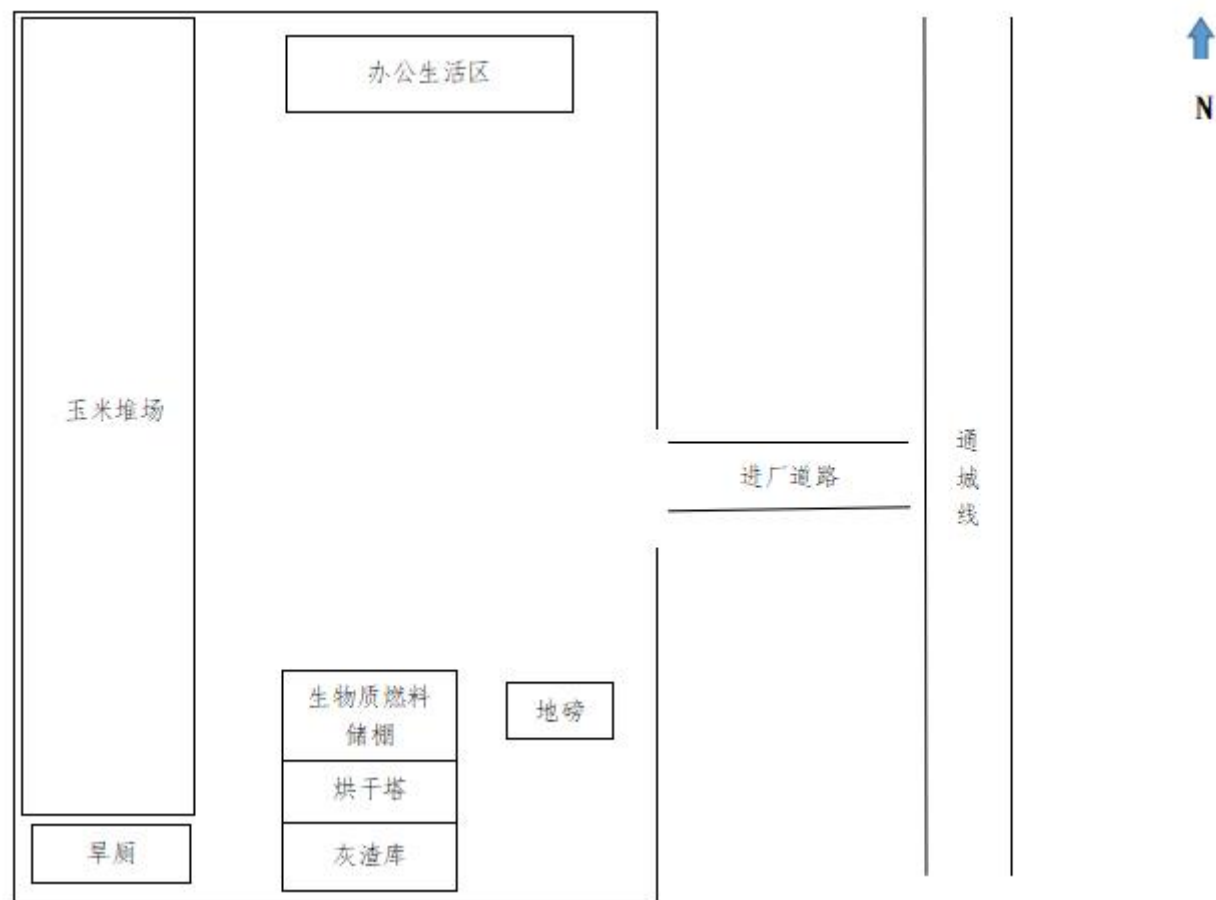 办公生活区
N
玉米堆场
进厂道路
通
城
线
生物质燃料
储棚
地磅
烘干塔
旱厕
灰渣库